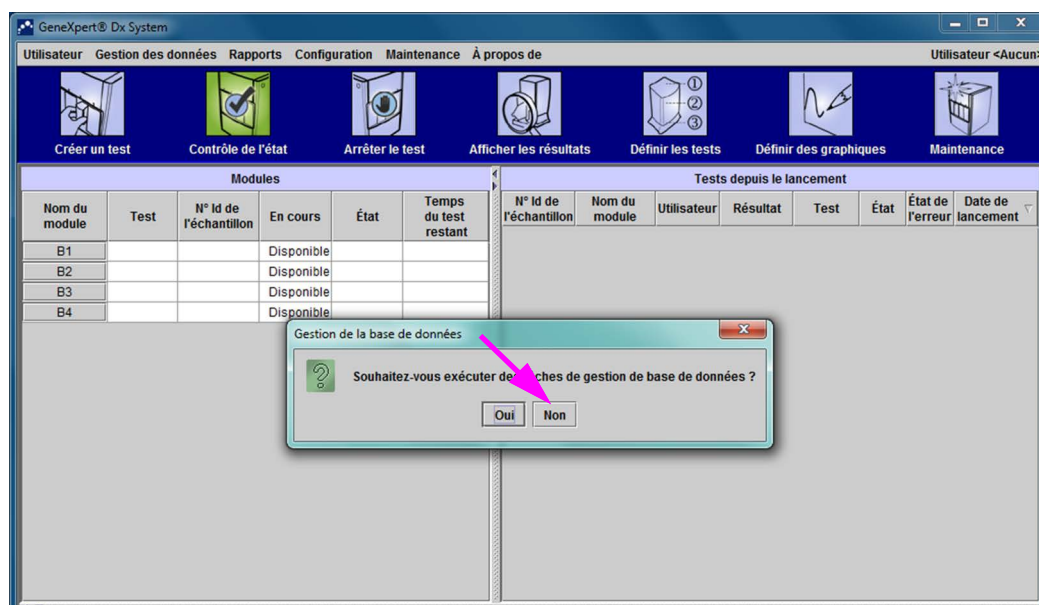 GeneXpert® Dx System
Utilisateur Gestion des données Rapports Configuration Maintenance À propos de Utilisateur <Aucun>
Créer un test Contrôle de l'état Arrêter le test Afficher les résultats Définir les tests Définir des graphiques Maintenance
Modules
Nom du module Test N° Id de l'échantillon En cours État Temps du test restant
B1 Disponible
B2 Disponible
B3 Disponible
B4 Disponible
Tests depuis le lancement
N° Id de l'échantillon Nom du module Utilisateur Résultat Test État État de l'erreur Date de lancement
Gestion de la base de données
Souhaitez-vous exécuter de ches de gestion de base de données ?
Oui Non